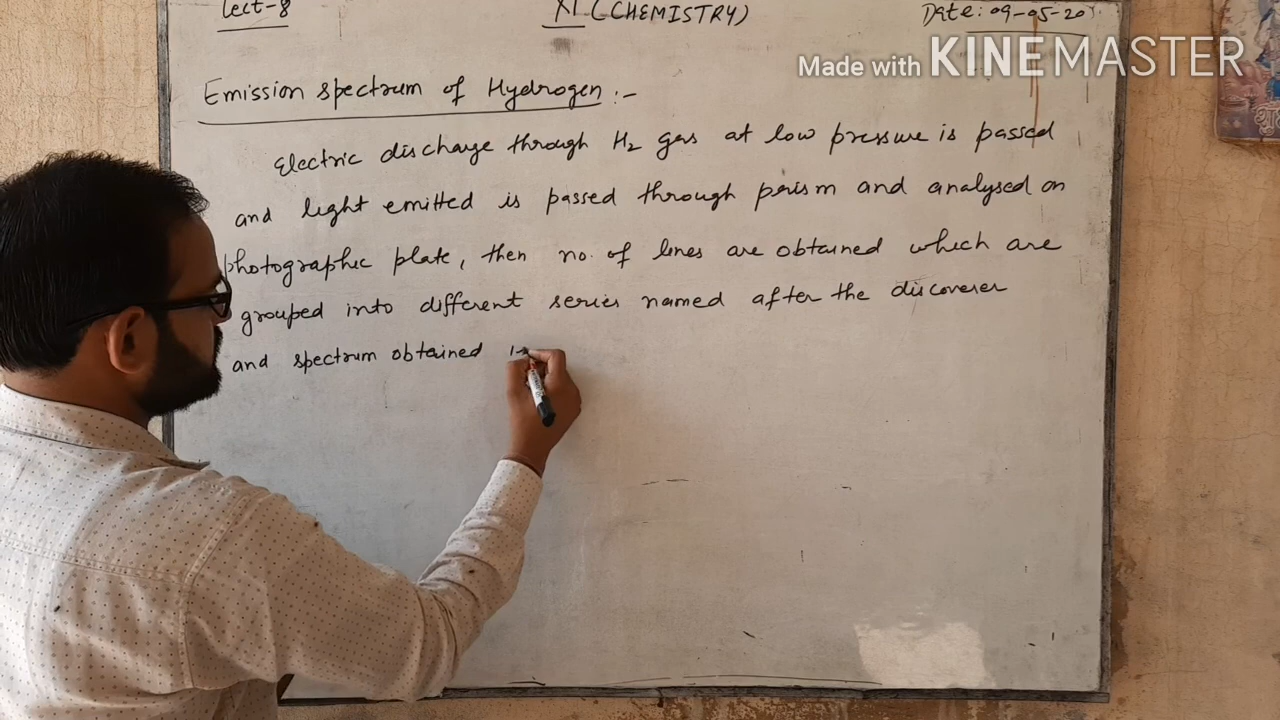 Lect-8
XI (CHEMISTRY)
Date: 09-05-20
Made with KINEMASTER
Emission spectrum of Hydrogen :-
Electric discharge through H₂ gas at low pressure is passed
and light emitted is passed through prism and analysed on
photographic plate, then no. of lines are obtained which are
grouped into different series named after the discoverer
and spectrum obtained